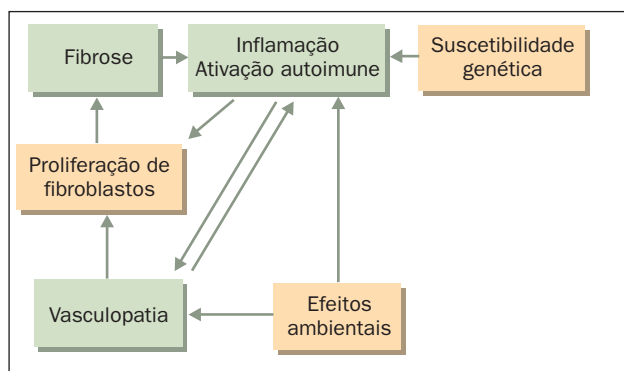 Fibrose
Inflamação
Ativação autoimune
Suscetibilidade
genética
Proliferação de
fibroblastos
Vasculopatia
Efeitos
ambientais